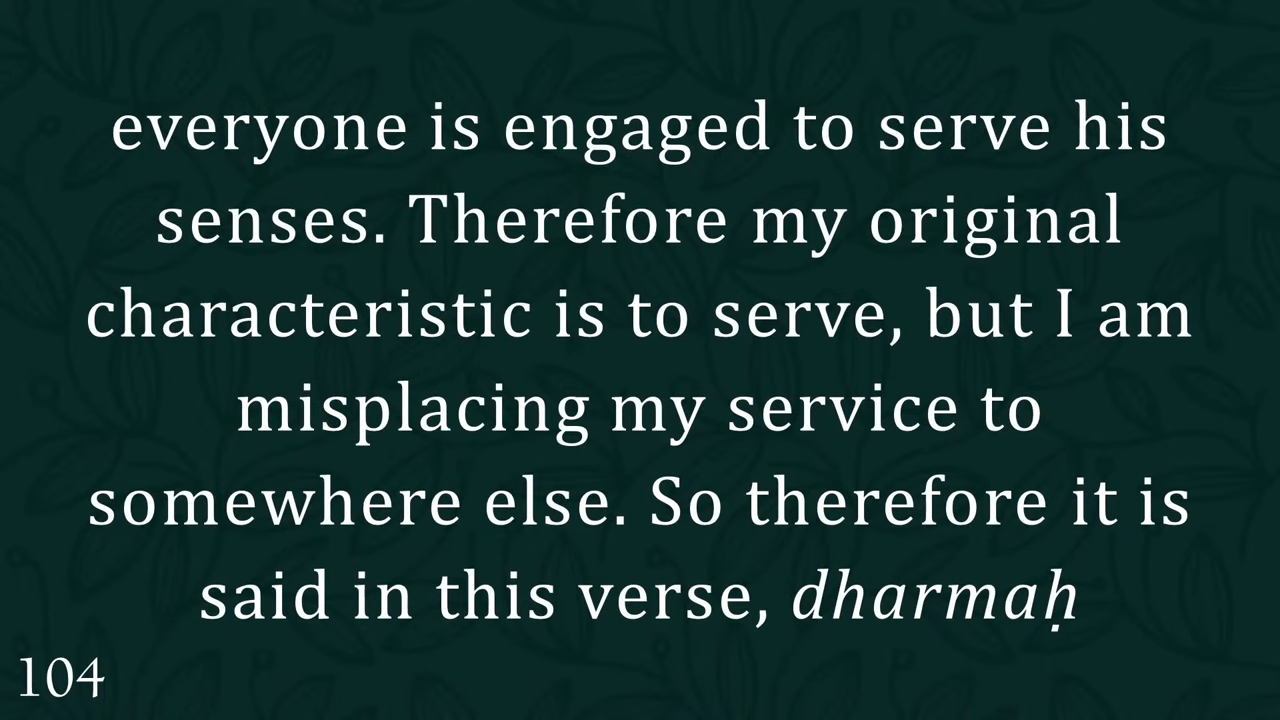 everyone is engaged to serve his
senses. Therefore my original
characteristic is to serve, but I am
misplacing my service to
somewhere else. So therefore it is
said in this verse, dharmaḥ
104